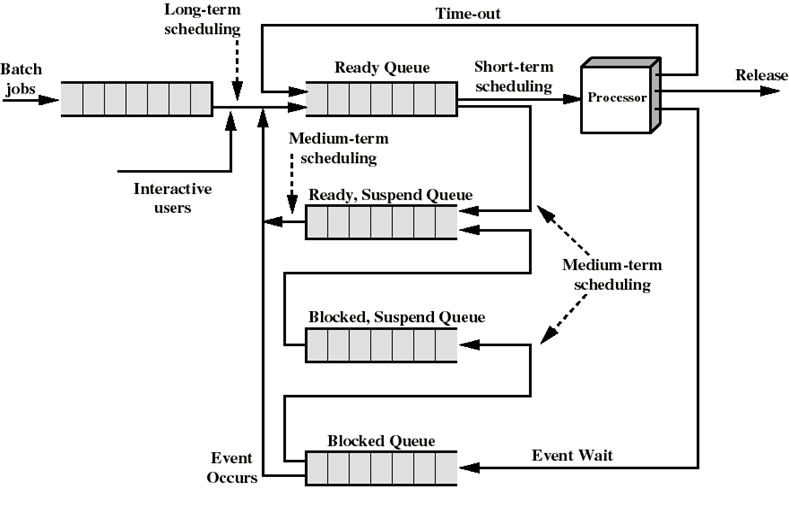 Time-out
Long-term
scheduling
Batch
jobs
Ready Queue
Short-term
scheduling
Processor
Release
Medium-term
scheduling
Interactive
users
Ready, Suspend Queue
Medium-term
scheduling
Blocked, Suspend Queue
Blocked Queue
Event
Occurs
Event Wait